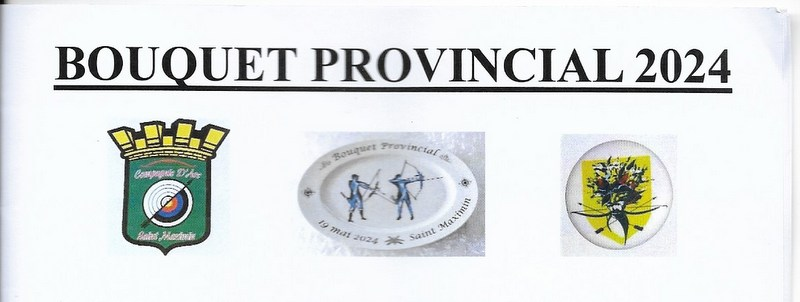 BOUQUET PROVINCIAL 2024
Compagnie D'Arc
Saint Maximin
Bouquet Provincial
19 mai 2024 Saint Maximin